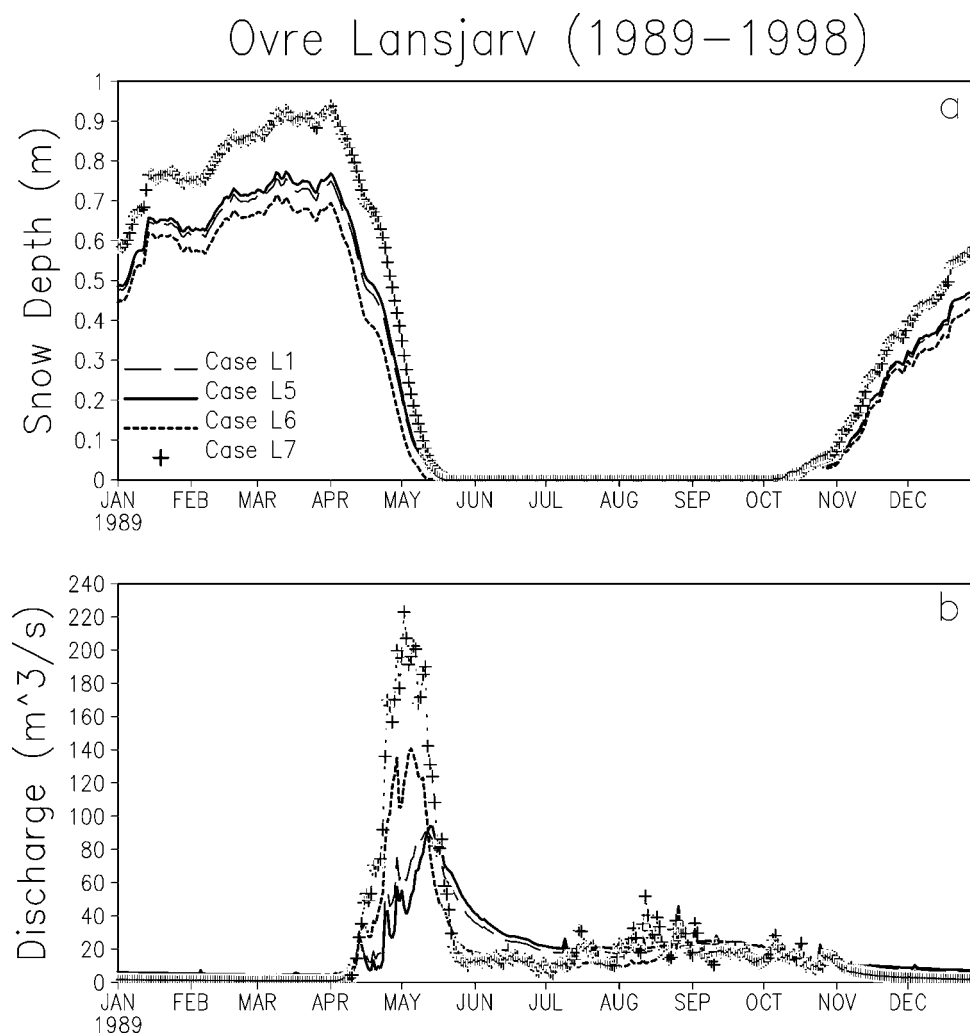 Ovre Lansjarv (1989-1998)
a
Snow Depth (m)
1
0.9
0.8
0.7
0.6
0.5
0.4
0.3
0.2
0.1
0
Case L1
Case L5
Case L6
Case L7
JAN FEB MAR APR MAY JUN JUL AUG SEP OCT NOV DEC
1989
b
Discharge (m^3/s)
240
220
200
180
160
140
120
100
80
60
40
20
0
JAN FEB MAR APR MAY JUN JUL AUG SEP OCT NOV DEC
1989